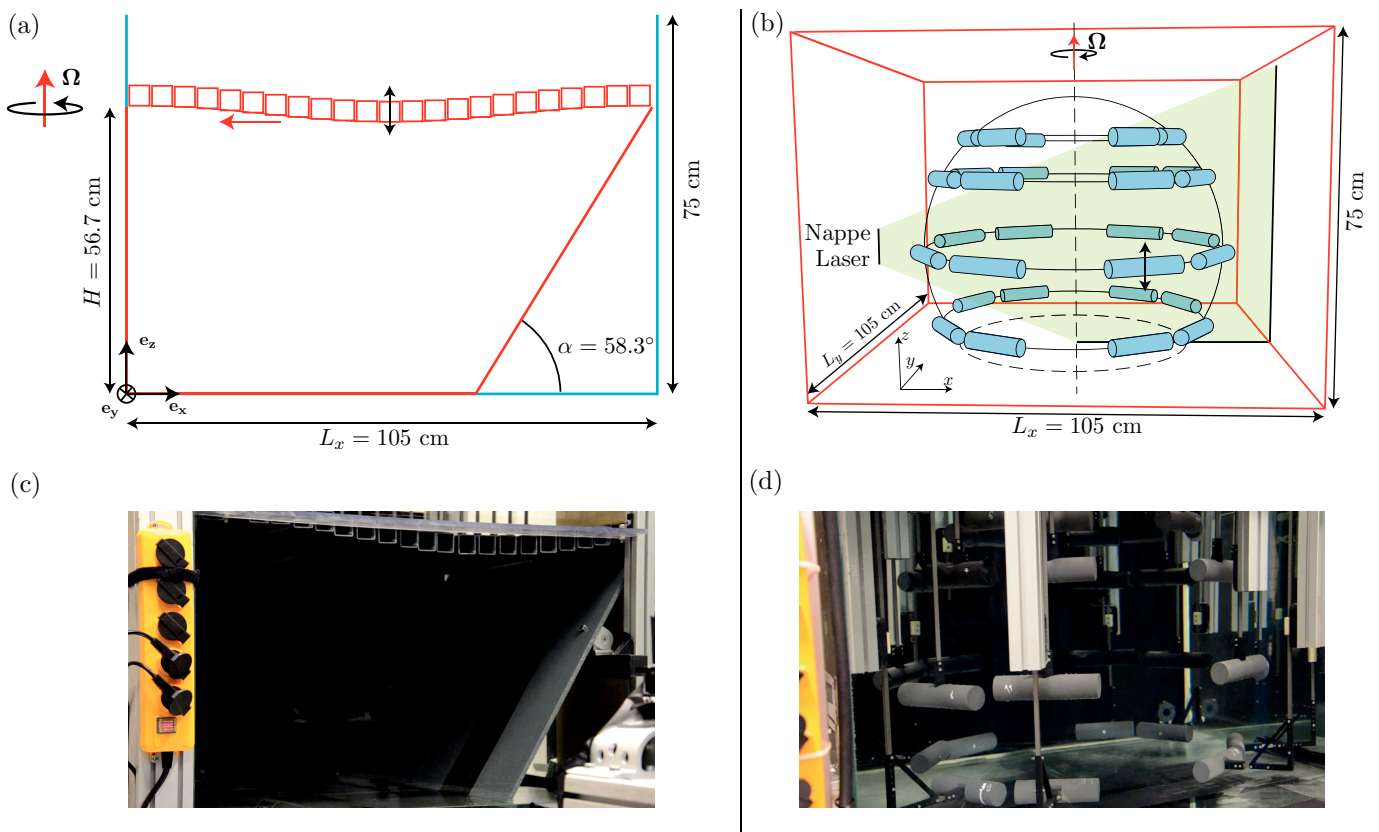 (a)
Ω
H = 56.7 cm
75 cm
α = 58.3°
e_z
e_y
e_x
L_x = 105 cm
(b)
Ω
Nappe
Laser
75 cm
L_y = 105 cm
z
y
x
L_x = 105 cm
(c)
(d)